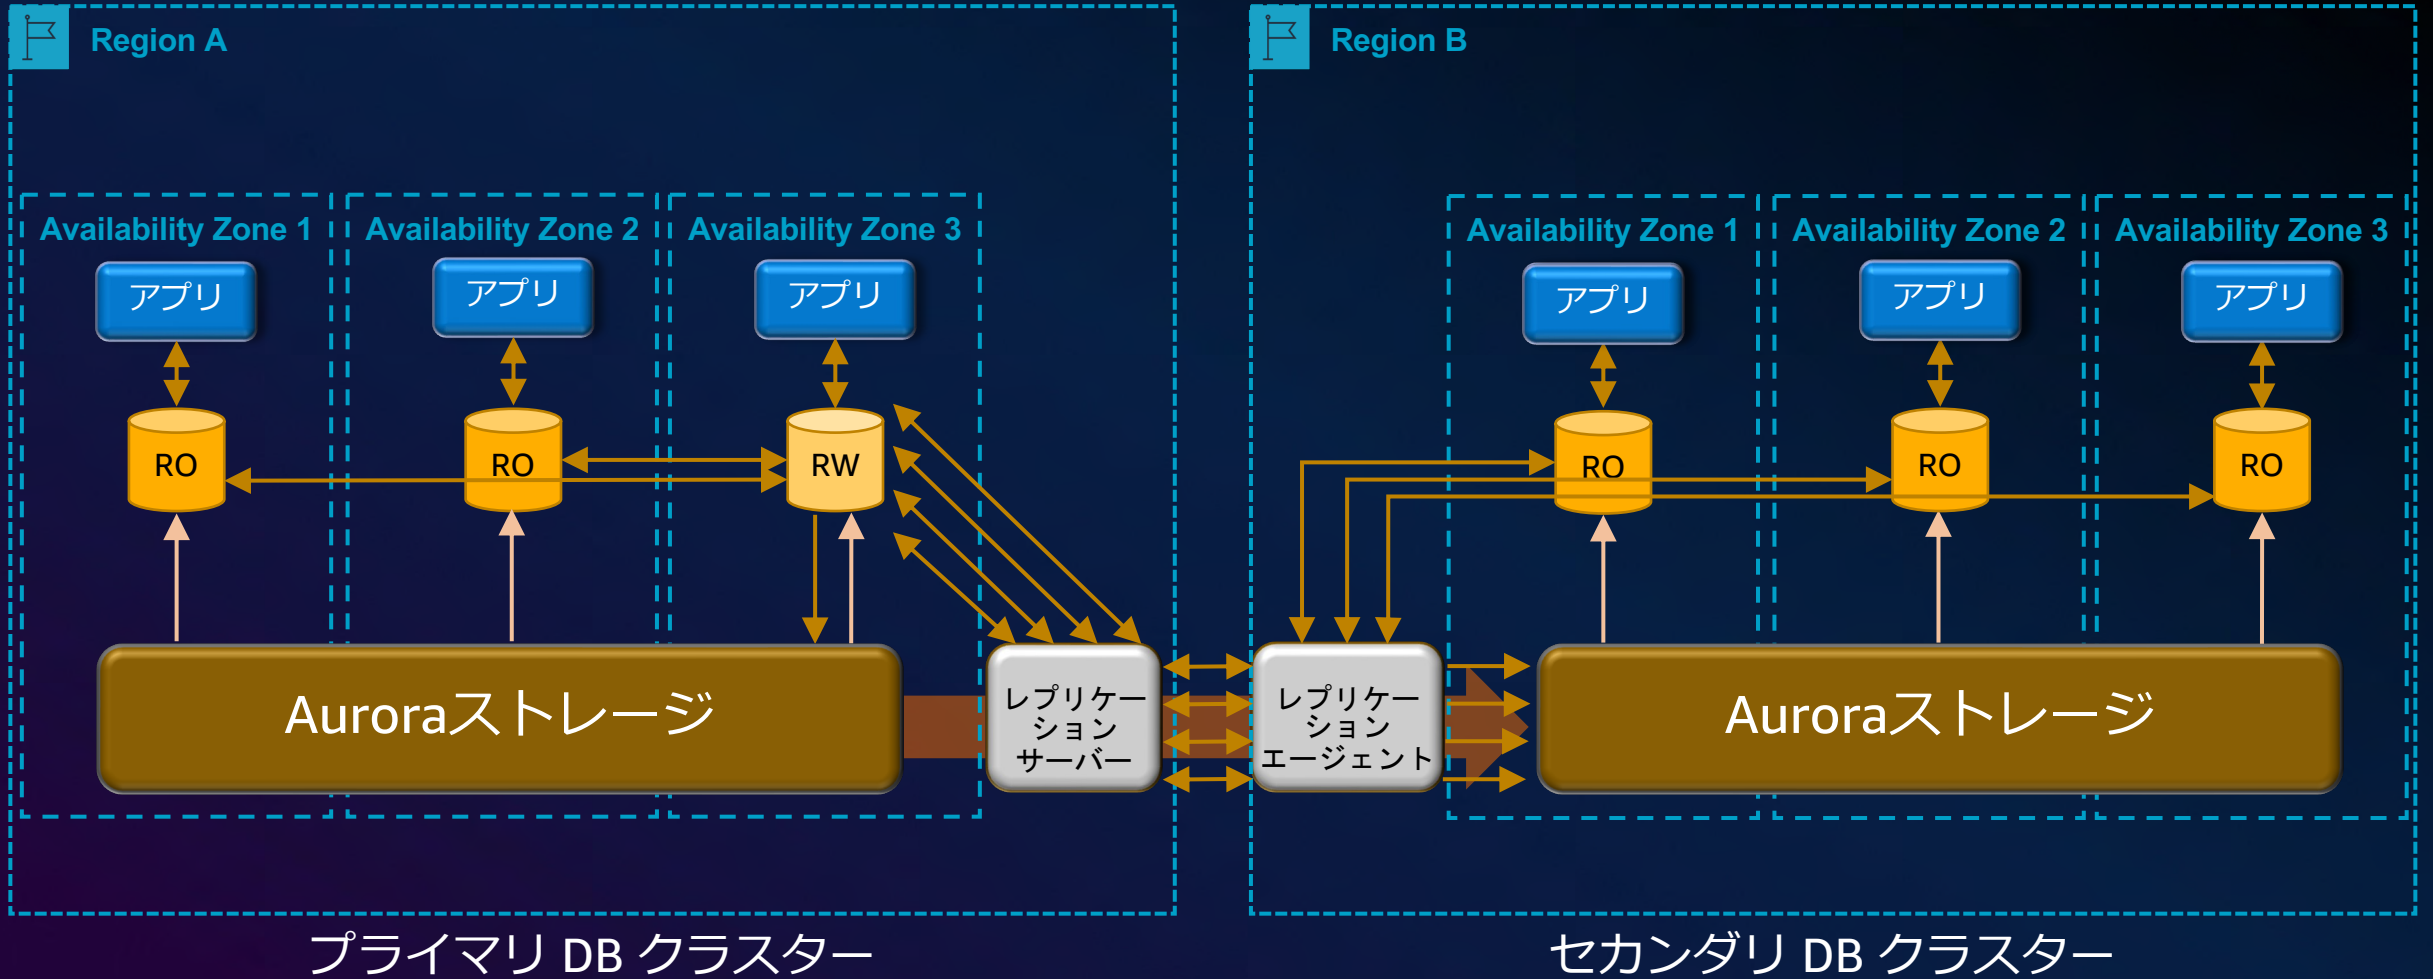 Region A
Availability Zone 1
Availability Zone 2
Availability Zone 3
アプリ
アプリ
アプリ
RO
RO
RW
Auroraストレージ
レプリケー
ション
サーバー
プライマリ DB クラスター
Region B
Availability Zone 1
Availability Zone 2
Availability Zone 3
アプリ
アプリ
アプリ
RO
RO
RO
レプリケー
ション
エージェント
Auroraストレージ
セカンダリ DB クラスター